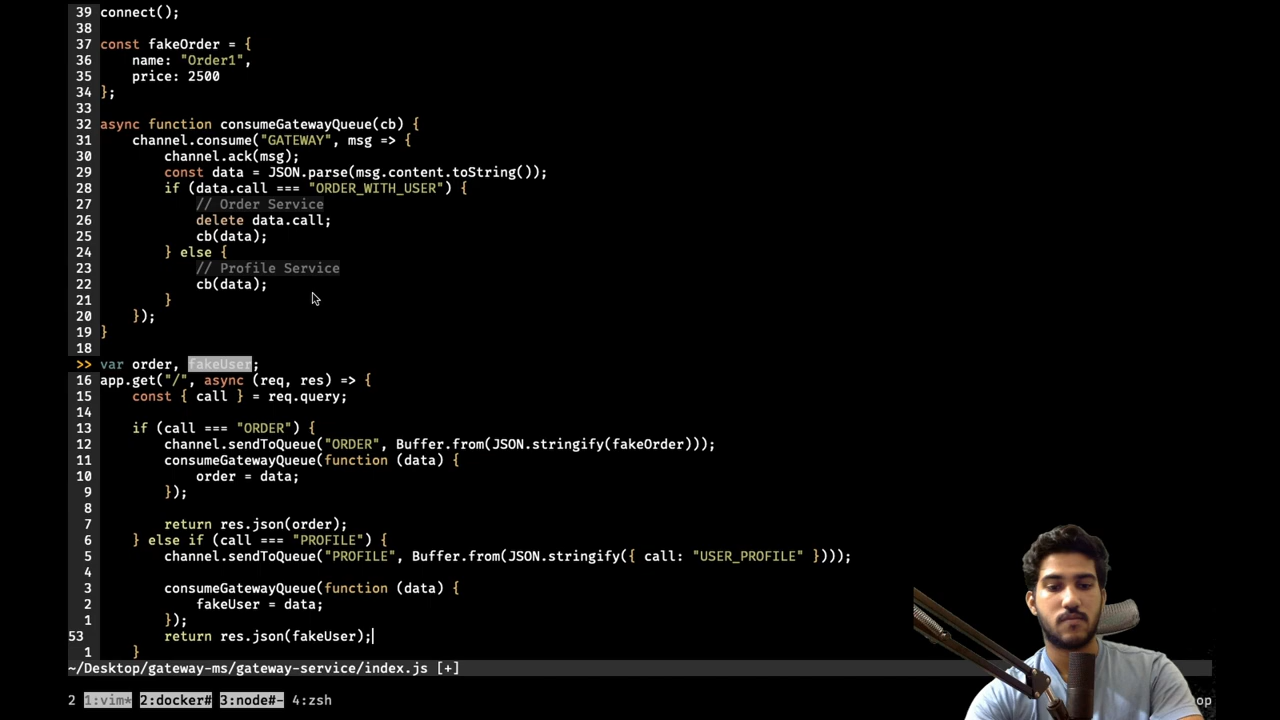 39 connect();
38
37 const fakeOrder = {
36     name: "Order1",
35     price: 2500
34 };
33
32 async function consumeGatewayQueue(cb) {
31     channel.consume("GATEWAY", msg => {
30         channel.ack(msg);
29         const data = JSON.parse(msg.content.toString());
28         if (data.call === "ORDER_WITH_USER") {
27             // Order Service
26             delete data.call;
25             cb(data);
24         } else {
23             // Profile Service
22             cb(data);
21         }
20     });
19 }
18
>> var order, fakeUser;
16 app.get("/", async (req, res) => {
15     const { call } = req.query;
14
13     if (call === "ORDER") {
12         channel.sendToQueue("ORDER", Buffer.from(JSON.stringify(fakeOrder)));
11         consumeGatewayQueue(function (data) {
10             order = data;
9         });
8
7         return res.json(order);
6     } else if (call === "PROFILE") {
5         channel.sendToQueue("PROFILE", Buffer.from(JSON.stringify({ call: "USER_PROFILE" })));
4
3         consumeGatewayQueue(function (data) {
2             fakeUser = data;
1         });
53         return res.json(fakeUser);
1     }
~/Desktop/gateway-ms/gateway-service/index.js [+]
2 1:vim* 2:docker# 3:node#- 4:zsh